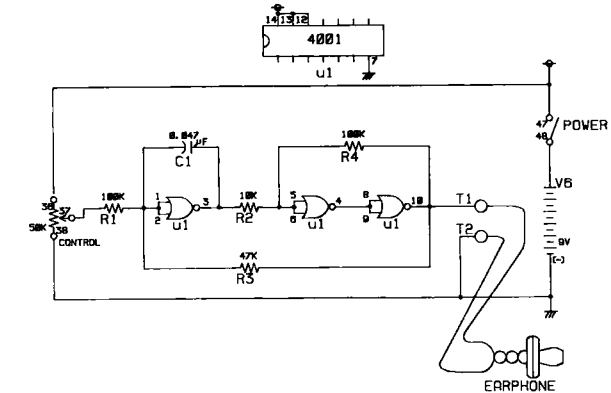 14 13 12
4001
7
u1
47
48
POWER
0.047 µF
C1
100K
R4
36
37
38
50K
CONTROL
100K
R1
1
2
3
u1
10K
R2
5
6
4
u1
8
9
10
u1
T1
T2
V6
9V
(-)
47K
R3
EARPHONE